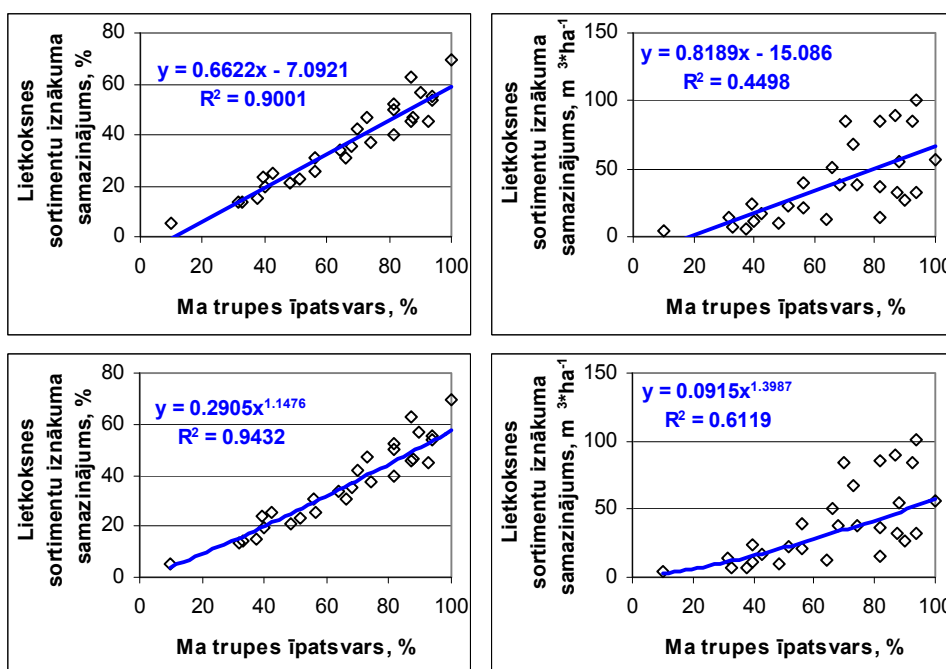 Lietkoksnes
sortimentu iznākuma
samazinājums, %
80
60
40
20
0
y = 0.6622x - 7.0921
R² = 0.9001
0 20 40 60 80 100
Ma trupes īpatsvars, %
Lietkoksnes
sortimentu iznākuma
samazinājums, m ³*ha⁻¹
150
100
50
0
y = 0.8189x - 15.086
R² = 0.4498
0 20 40 60 80 100
Ma trupes īpatsvars, %
Lietkoksnes
sortimentu iznākuma
samazinājums, %
80
60
40
20
0
y = 0.2905x¹·¹⁴⁷⁶
R² = 0.9432
0 20 40 60 80 100
Ma trupes īpatsvars, %
Lietkoksnes
sortimentu iznākuma
samazinājums, m ³*ha⁻¹
150
100
50
0
y = 0.0915x¹·³⁹⁸⁷
R² = 0.6119
0 20 40 60 80 100
Ma trupes īpatsvars, %